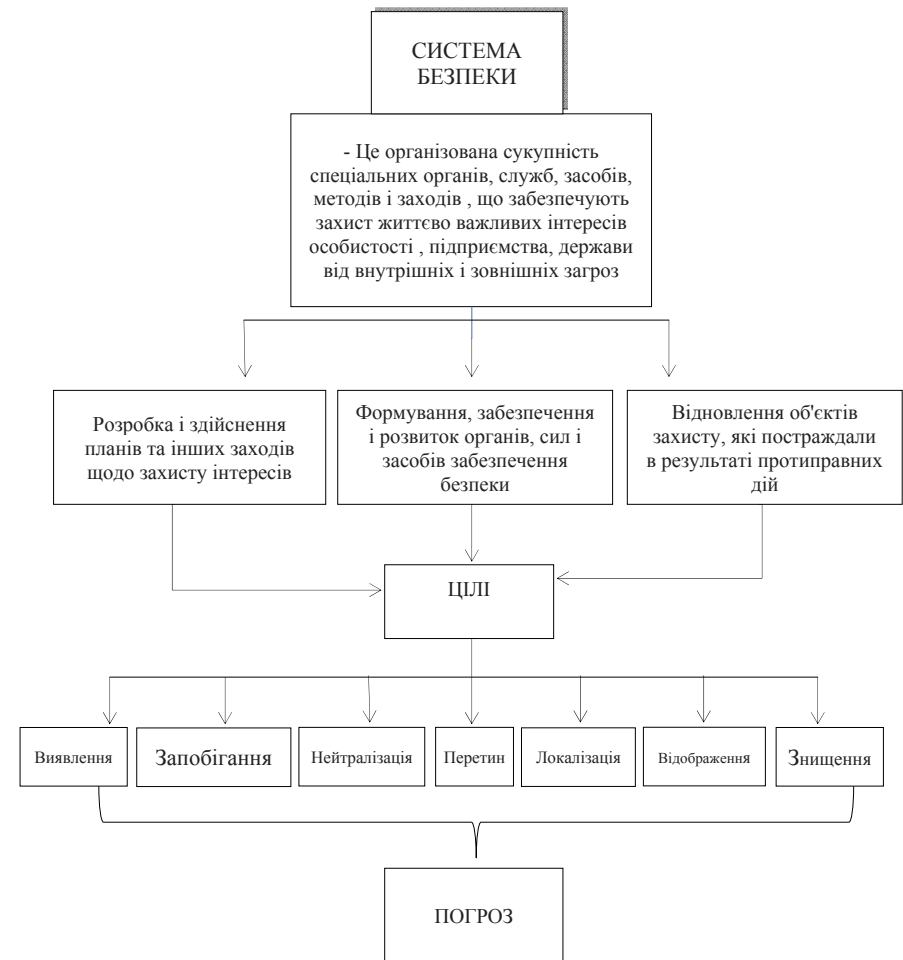 СИСТЕМА
БЕЗПЕКИ
- Це організована сукупність
спеціальних органів, служб, засобів,
методів і заходів , що забезпечують
захист життєво важливих інтересів
особистості , підприємства, держави
від внутрішніх і зовнішніх загроз
Розробка і здійснення
планів та інших заходів
щодо захисту інтересів
Формування, забезпечення
і розвиток органів, сил і
засобів забезпечення
безпеки
Відновлення об'єктів
захисту, які постраждали
в результаті протиправних
дій
ЦІЛІ
Виявлення
Запобігання
Нейтралізація
Перетин
Локалізація
Відображення
Знищення
ПОГРОЗ